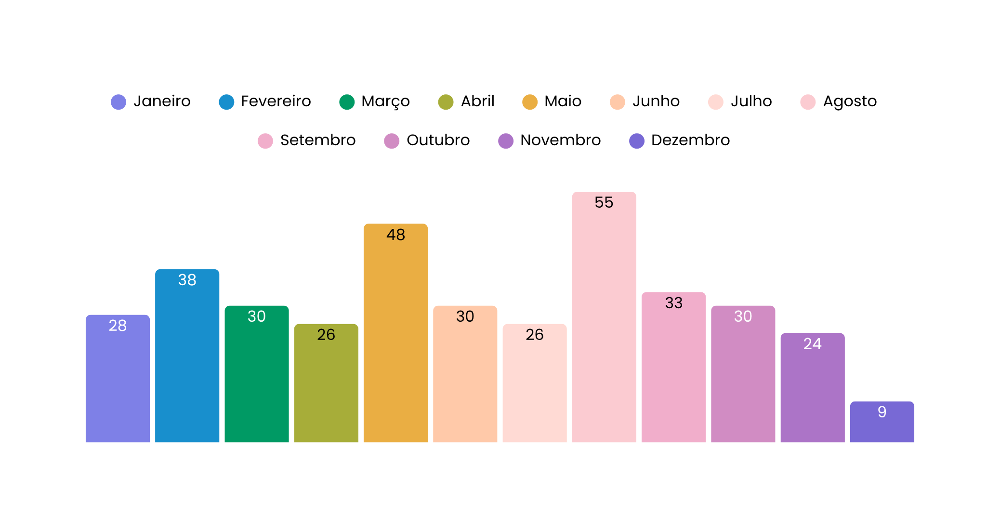 Janeiro Fevereiro Março Abril Maio Junho Julho Agosto
Setembro Outubro Novembro Dezembro
28 38 30 26 48 30 26 55 33 30 24 9